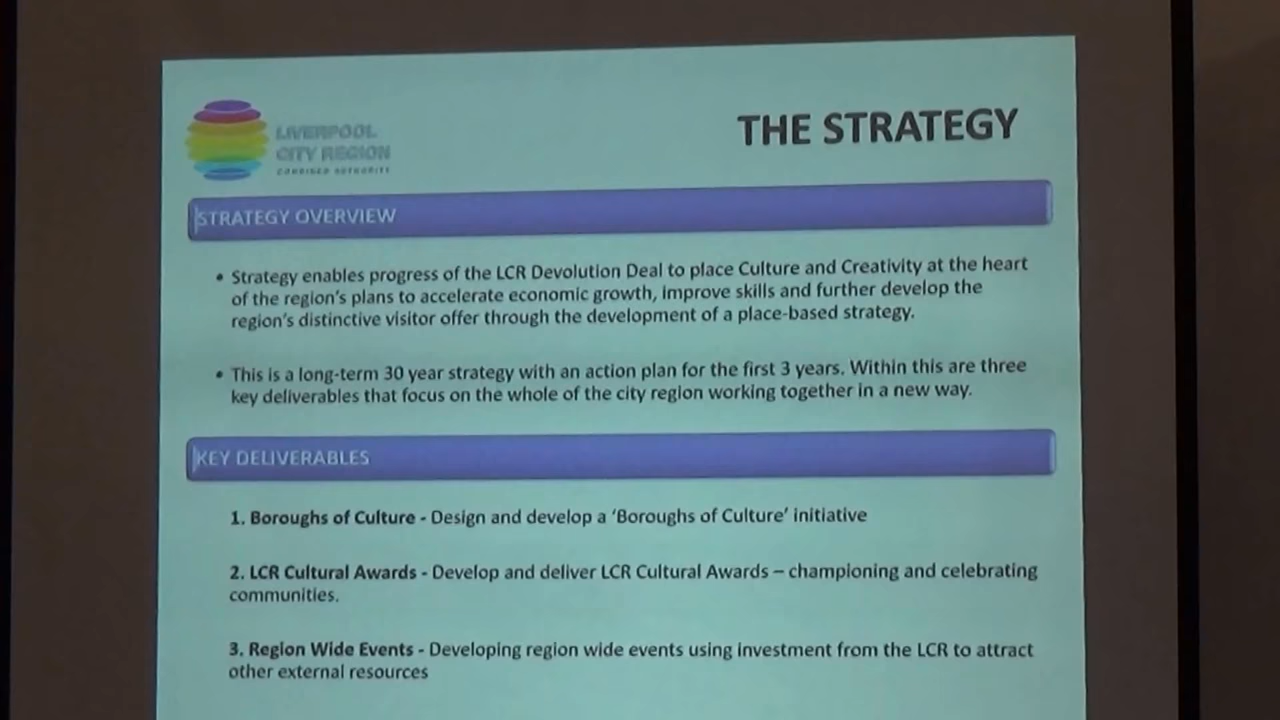 LIVERPOOL
CITY REGION
COMBINED AUTHORITY
THE STRATEGY
STRATEGY OVERVIEW
• Strategy enables progress of the LCR Devolution Deal to place Culture and Creativity at the heart
of the region's plans to accelerate economic growth, improve skills and further develop the
region's distinctive visitor offer through the development of a place-based strategy.
• This is a long-term 30 year strategy with an action plan for the first 3 years. Within this are three
key deliverables that focus on the whole of the city region working together in a new way.
KEY DELIVERABLES
1. Boroughs of Culture - Design and develop a 'Boroughs of Culture' initiative
2. LCR Cultural Awards - Develop and deliver LCR Cultural Awards – championing and celebrating
communities.
3. Region Wide Events - Developing region wide events using investment from the LCR to attract
other external resources